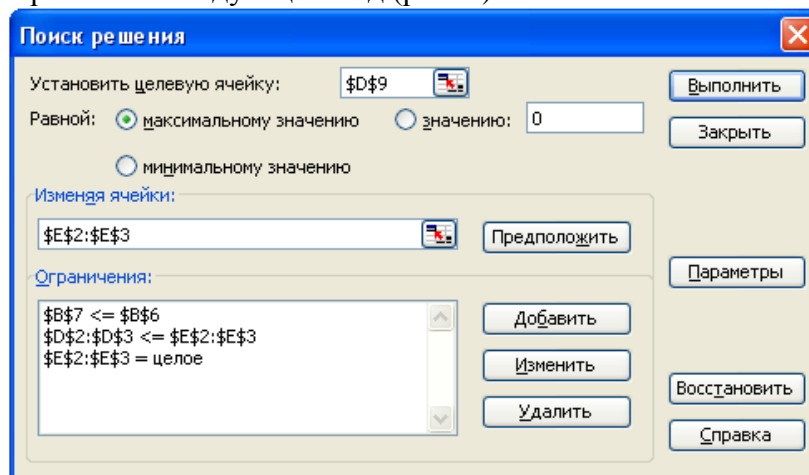 Поиск решения
Установить целевую ячейку: $D$9
Выполнить
Равной: максимальному значению значению: 0
Закрыть
минимальному значению
Изменяя ячейки:
$E$2:$E$3
Предположить
Параметры
Ограничения:
$B$7 <= $B$6
$D$2:$D$3 <= $E$2:$E$3
$E$2:$E$3 = целое
Добавить
Изменить
Удалить
Восстановить
Справка